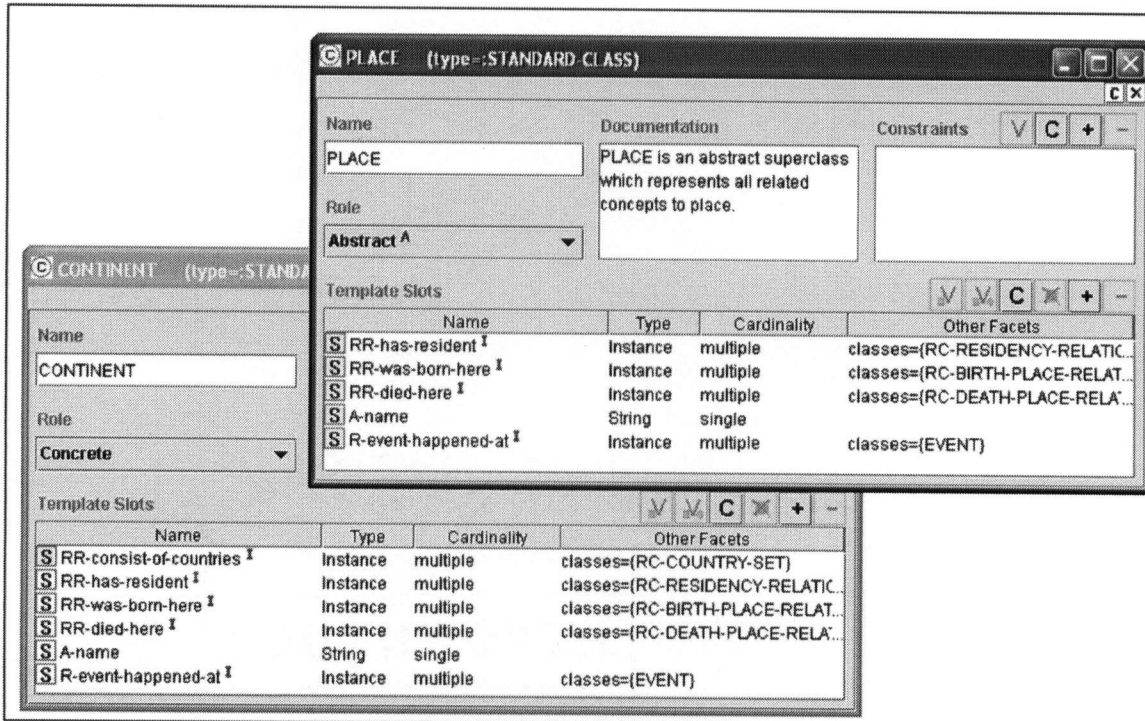 PLACE (type=:STANDARD-CLASS)
C ×
Name
Documentation
Constraints
V C + -
PLACE
PLACE is an abstract superclass
which represents all related
concepts to place.
Role
Abstract A
Template Slots
C + -
Name Type Cardinality Other Facets
S RR-has-resident I Instance multiple classes={RC-RESIDENCY-RELATIC...
S RR-was-born-here I Instance multiple classes={RC-BIRTH-PLACE-RELAT...
S RR-died-here I Instance multiple classes={RC-DEATH-PLACE-RELA...
S A-name String single
S R-event-happened-at I Instance multiple classes={EVENT}
CONTINENT (type=:STANDA
Name
CONTINENT
Role
Concrete
Template Slots
C + -
Name Type Cardinality Other Facets
S RR-consist-of-countries I Instance multiple classes={RC-COUNTRY-SET}
S RR-has-resident I Instance multiple classes={RC-RESIDENCY-RELATIC...
S RR-was-born-here I Instance multiple classes={RC-BIRTH-PLACE-RELAT...
S RR-died-here I Instance multiple classes={RC-DEATH-PLACE-RELA...
S A-name String single
S R-event-happened-at I Instance multiple classes={EVENT}